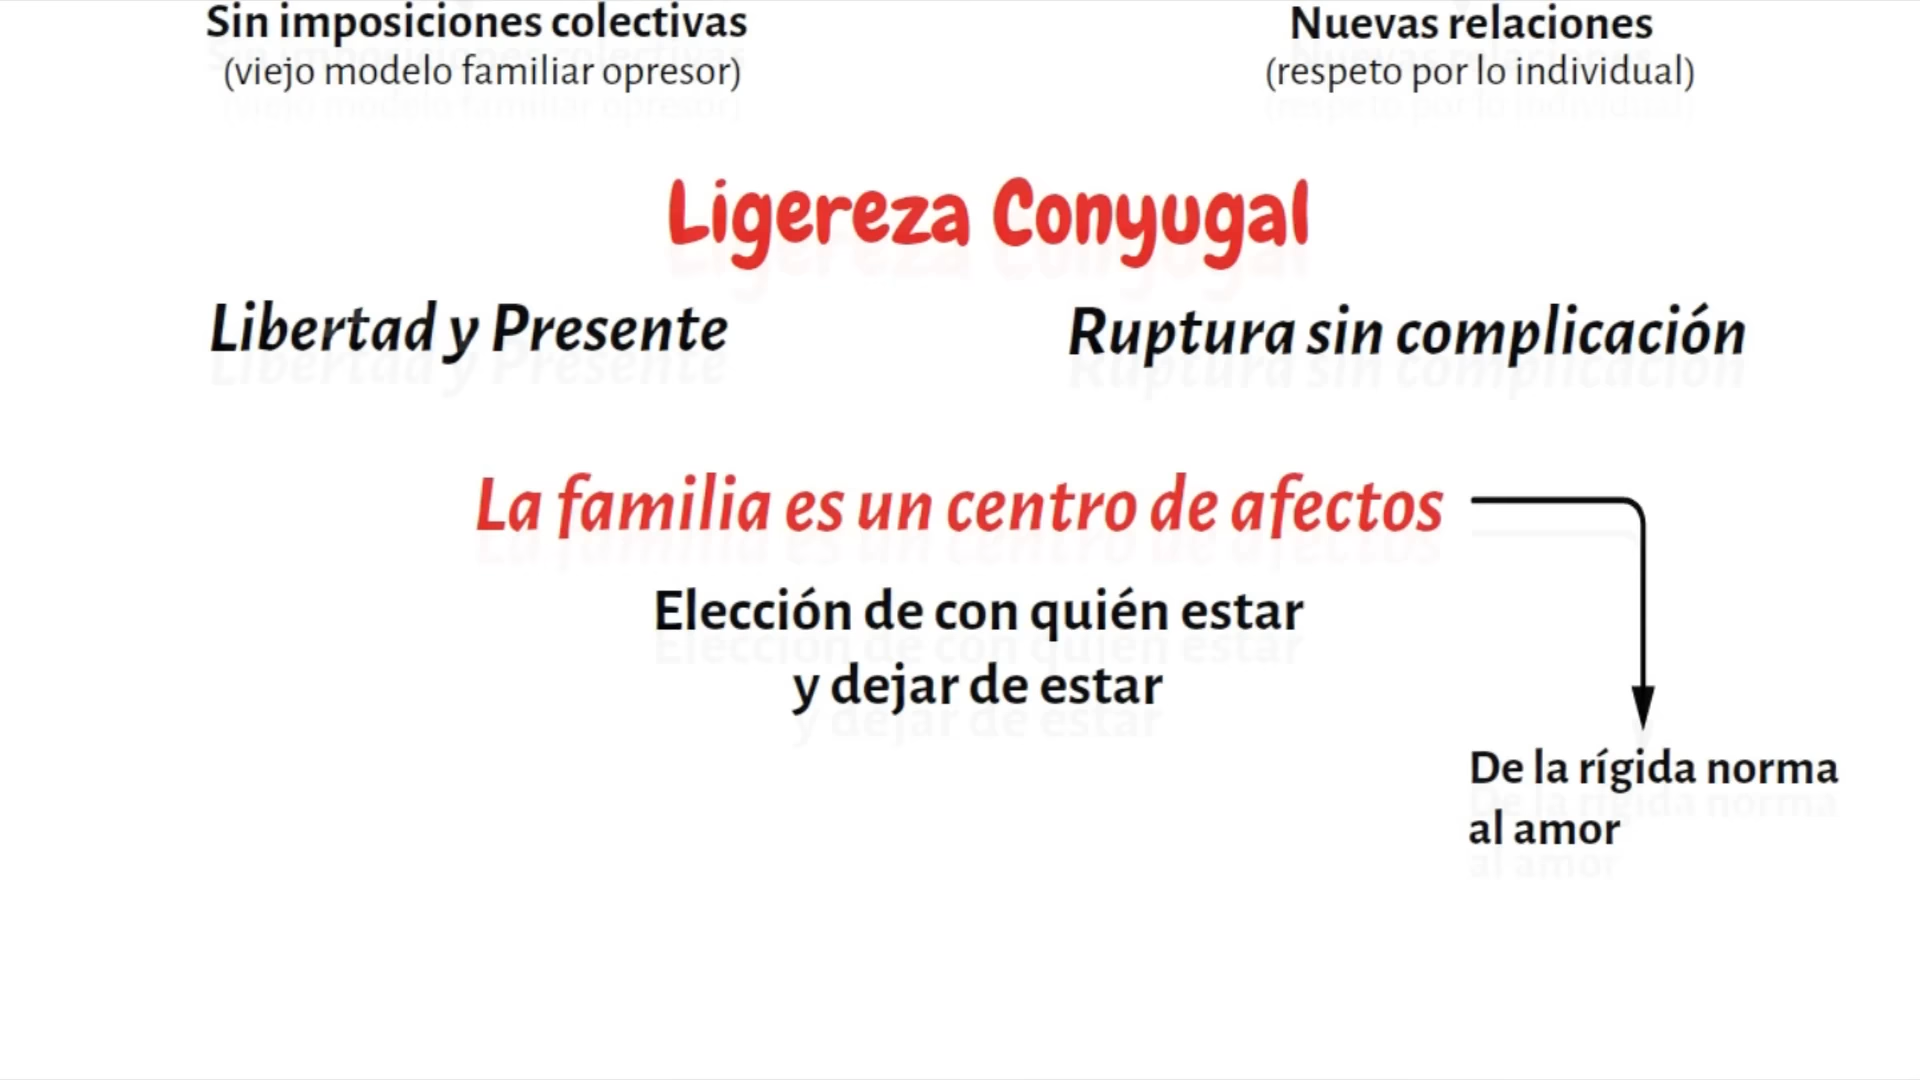 Sin imposiciones colectivas
(viejo modelo familiar opresor)
Nuevas relaciones
(respeto por lo individual)
Ligereza Conyugal
Libertad y Presente
Ruptura sin complicación
La familia es un centro de afectos
Elección de con quién estar
y dejar de estar
De la rígida norma
al amor